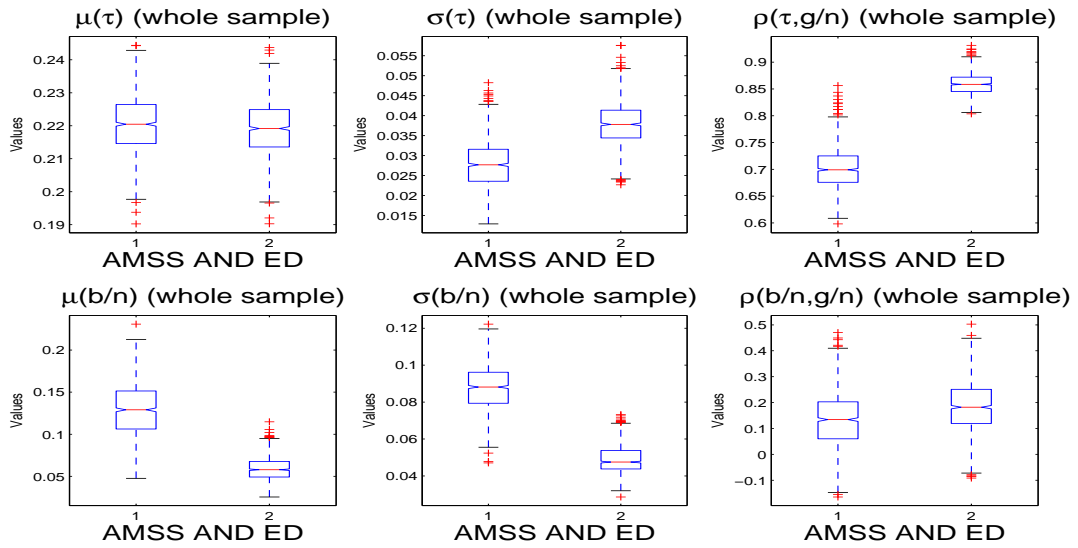 μ(τ) (whole sample)
0.24
0.23
0.22
0.21
0.2
0.19
Values
1
2
AMSS AND ED
σ(τ) (whole sample)
0.055
0.05
0.045
0.04
0.035
0.03
0.025
0.02
0.015
Values
1
2
AMSS AND ED
ρ(τ,g/n) (whole sample)
0.9
0.85
0.8
0.75
0.7
0.65
0.6
Values
1
2
AMSS AND ED
μ(b/n) (whole sample)
0.2
0.15
0.1
0.05
Values
1
2
AMSS AND ED
σ(b/n) (whole sample)
0.12
0.1
0.08
0.06
0.04
Values
1
2
AMSS AND ED
ρ(b/n,g/n) (whole sample)
0.5
0.4
0.3
0.2
0.1
0
−0.1
Values
1
2
AMSS AND ED